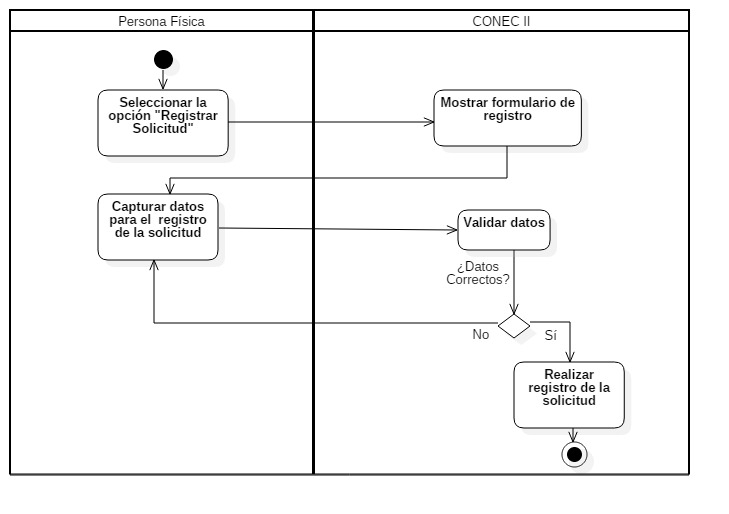 Persona Física
CONEC II
Seleccionar la
opción "Registrar
Solicitud"
Mostrar formulario de
registro
Capturar datos
para el  registro
de la solicitud
Validar datos
¿Datos
Correctos?
No
Sí
Realizar
registro de la
solicitud